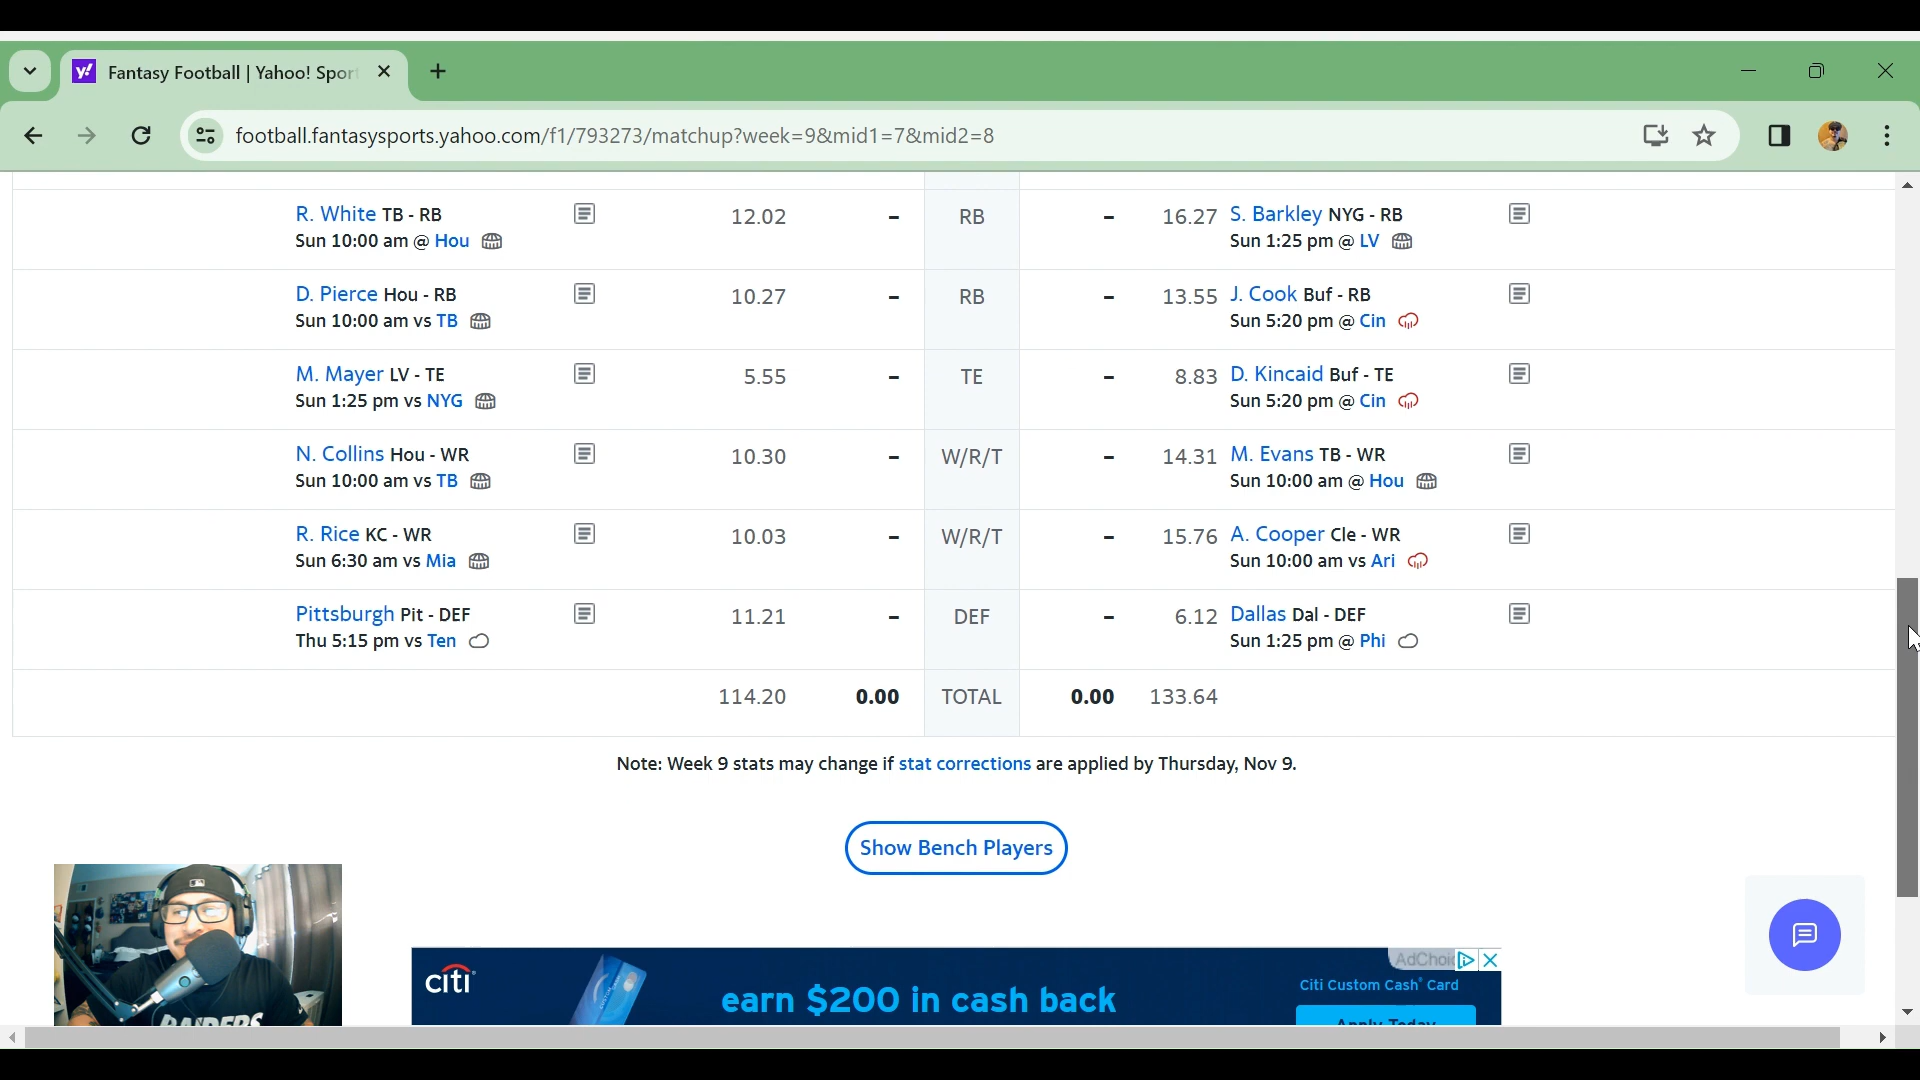 Fantasy Football | Yahoo! Spor
football.fantasysports.yahoo.com/f1/793273/matchup?week=9&mid1=7&mid2=8
R. White TB - RB 12.02 – RB – 16.27 S. Barkley NYG - RB
Sun 10:00 am @ Hou Sun 1:25 pm @ LV
D. Pierce Hou - RB 10.27 – RB – 13.55 J. Cook Buf - RB
Sun 10:00 am vs TB Sun 5:20 pm @ Cin
M. Mayer LV - TE 5.55 – TE – 8.83 D. Kincaid Buf - TE
Sun 1:25 pm vs NYG Sun 5:20 pm @ Cin
N. Collins Hou - WR 10.30 – W/R/T – 14.31 M. Evans TB - WR
Sun 10:00 am vs TB Sun 10:00 am @ Hou
R. Rice KC - WR 10.03 – W/R/T – 15.76 A. Cooper Cle - WR
Sun 6:30 am vs Mia Sun 10:00 am vs Ari
Pittsburgh Pit - DEF 11.21 – DEF – 6.12 Dallas Dal - DEF
Thu 5:15 pm vs Ten Sun 1:25 pm @ Phi
114.20 0.00 TOTAL 0.00 133.64
Note: Week 9 stats may change if stat corrections are applied by Thursday, Nov 9.
Show Bench Players
RAIDERS
AdChoic
citi
earn $200 in cash back
Citi Custom Cash® Card
Apply Today